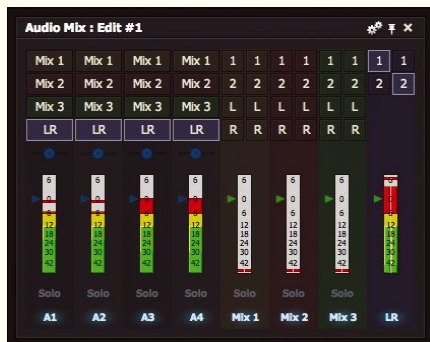 Audio Mix : Edit #1
Mix 1 Mix 1 Mix 1 Mix 1 1 1 1 1 1 1 1 1
Mix 2 Mix 2 Mix 2 Mix 2 2 2 2 2 2 2 2 2
Mix 3 Mix 3 Mix 3 Mix 3 L L L L L L
LR LR LR LR R R R R R R
6 6 6 6 6 6 6 6
0 0 0 0 0 0 0 0
6 6 6 6 6 6 6 6
12 12 12 12 12 12 12 12
18 18 18 18 18 18 18 18
24 24 24 24 24 24 24 24
30 30 30 30 30 30 30 30
42 42 42 42 42 42 42 42
Solo Solo Solo Solo Solo Solo Solo
A1 A2 A3 A4 Mix 1 Mix 2 Mix 3 LR